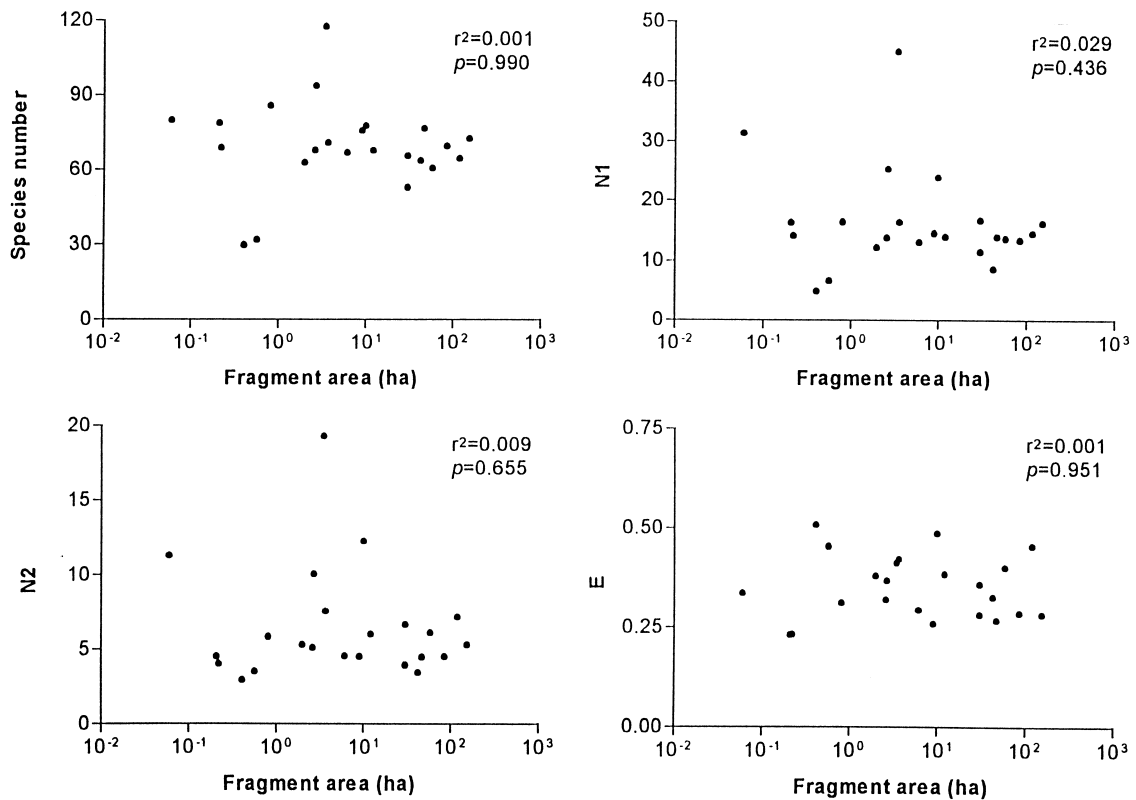 120
90
60
30
0
Species number
r2=0.001
p=0.990
10-2
10-1
100
101
102
103
Fragment area (ha)
50
40
30
20
10
0
N1
r2=0.029
p=0.436
10-2
10-1
100
101
102
103
Fragment area (ha)
20
15
10
5
0
N2
r2=0.009
p=0.655
10-2
10-1
100
101
102
103
Fragment area (ha)
0.75
0.50
0.25
0.00
E
r2=0.001
p=0.951
10-2
10-1
100
101
102
103
Fragment area (ha)